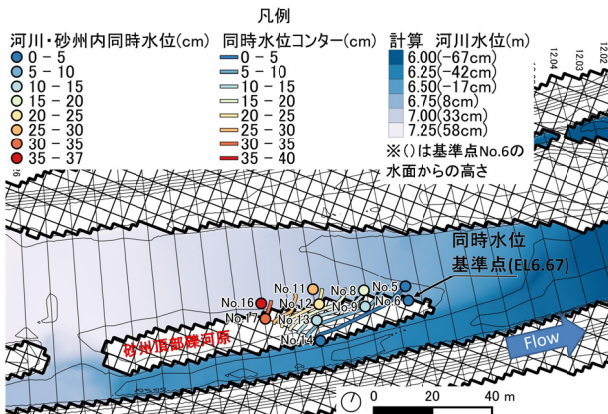 凡例
河川・砂州内同時水位(cm)
0 - 5
5 - 10
10 - 15
15 - 20
20 - 25
25 - 30
30 - 35
35 - 37
同時水位コンター(cm)
0 - 5
5 - 10
10 - 15
15 - 20
20 - 25
25 - 30
30 - 35
35 - 40
計算 河川水位(m)
6.00(-67cm)
6.25(-42cm)
6.50(-17cm)
6.75(8cm)
7.00(33cm)
7.25(58cm)
※()は基準点No.6の
水面からの高さ
12.04
12.03
12.02
同時水位
基準点(EL6.67)
No.5
No.6
No.8
No.9
No.11
No.12
No.13
No.14
No.16
No.17
砂州頂部礫河原
Flow
0 20 40 m